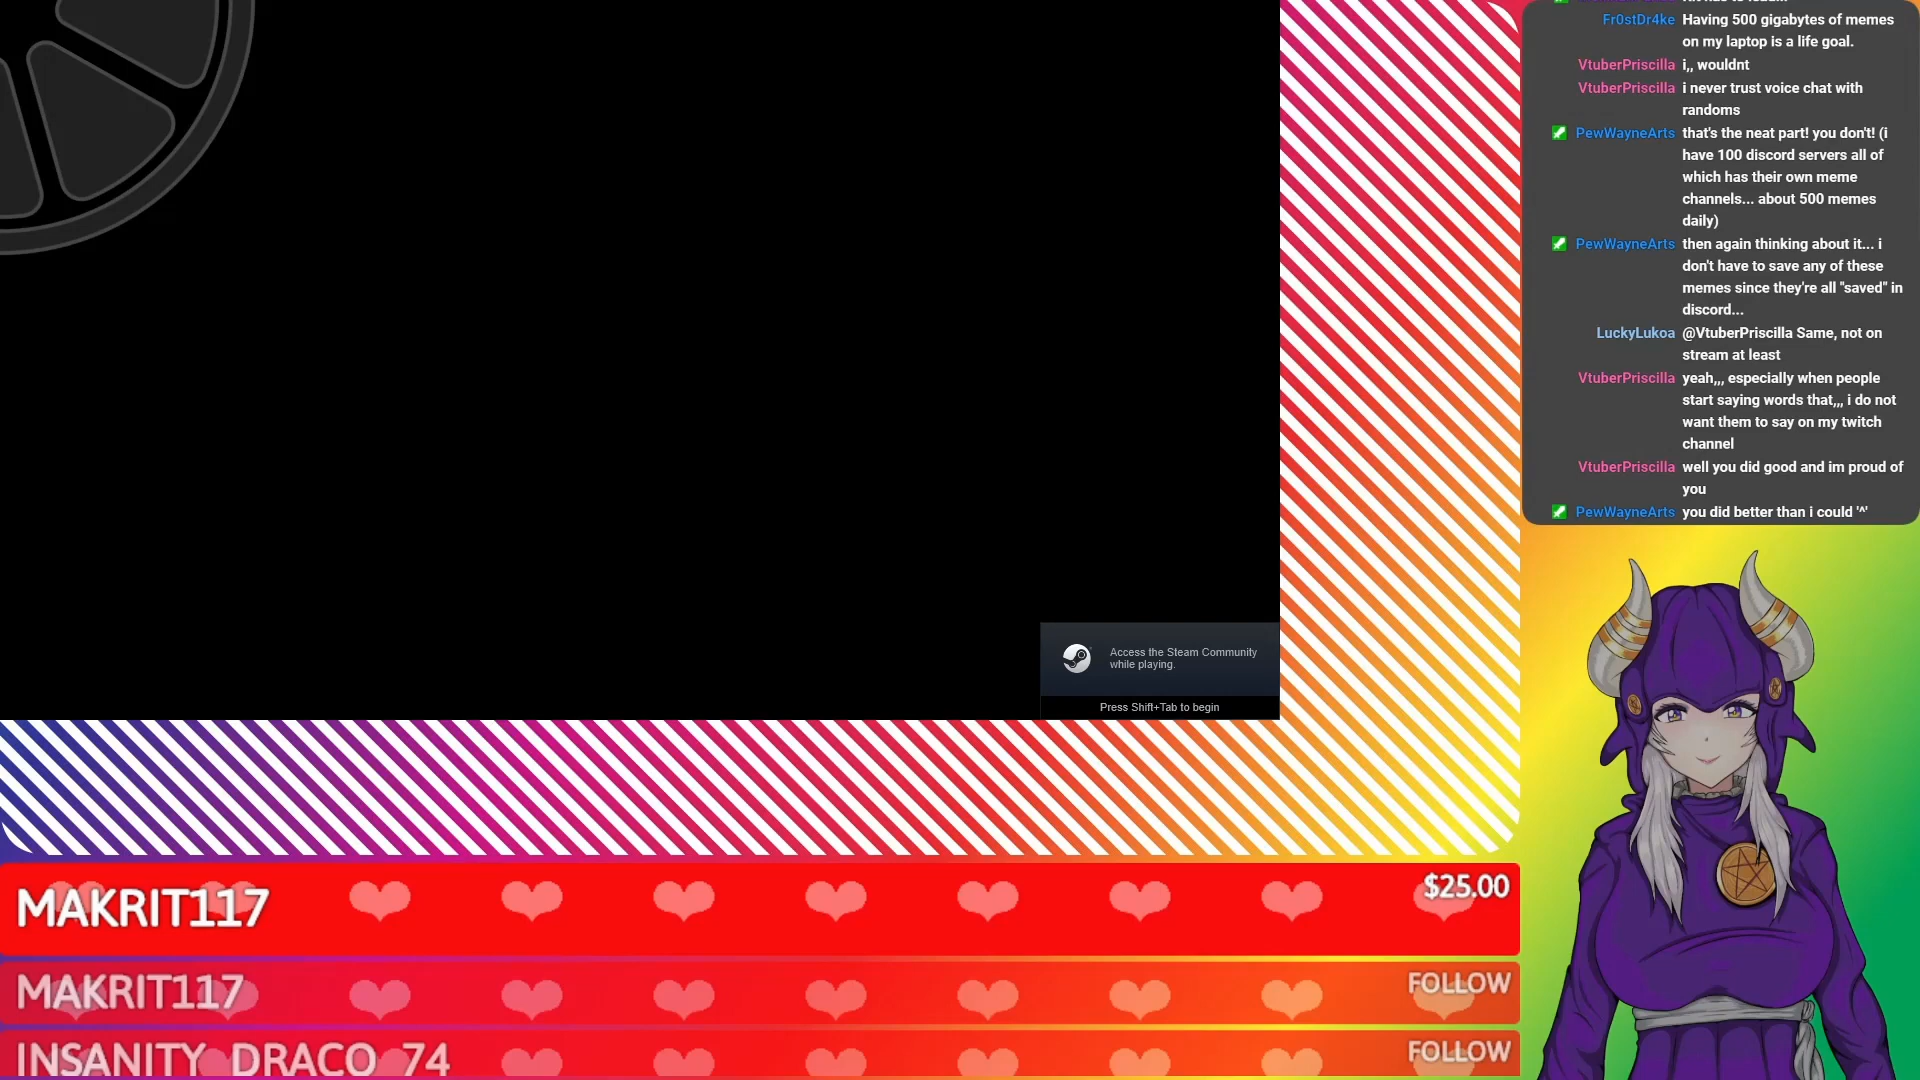 Fr0stDr4ke Having 500 gigabytes of memes
on my laptop is a life goal.
VtuberPriscilla i,, wouldnt
VtuberPriscilla i never trust voice chat with
randoms
PewWayneArts that's the neat part! you don't! (i
have 100 discord servers all of
which has their own meme
channels... about 500 memes
daily)
PewWayneArts then again thinking about it... i
don't have to save any of these
memes since they're all "saved" in
discord...
LuckyLukoa @VtuberPriscilla Same, not on
stream at least
VtuberPriscilla yeah,,, especially when people
start saying words that,,, i do not
want them to say on my twitch
channel
VtuberPriscilla well you did good and im proud of
you
PewWayneArts you did better than i could '^'
Access the Steam Community
while playing.
Press Shift+Tab to begin
MAKRIT117 $25.00
MAKRIT117 FOLLOW
INSANITY_DRACO_74 FOLLOW